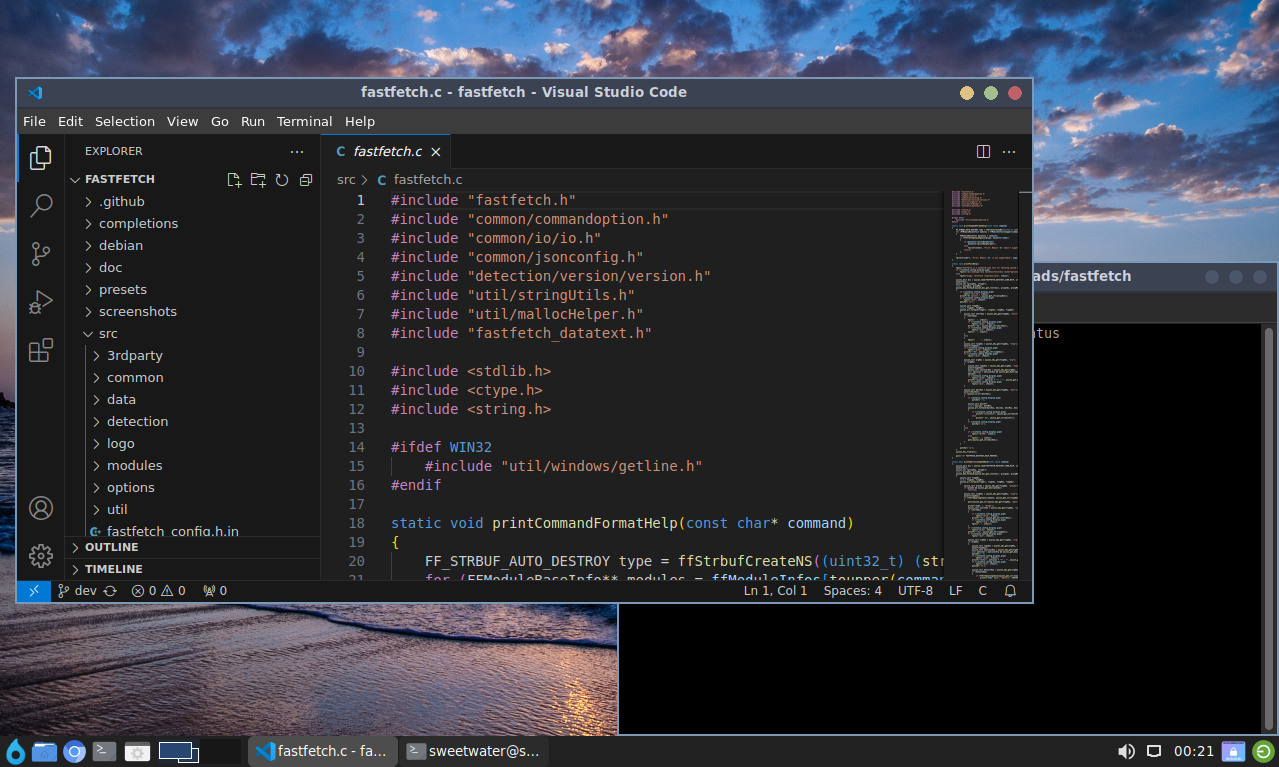 fastfetch.c - fastfetch - Visual Studio Code
File Edit Selection View Go Run Terminal Help
EXPLORER
fastfetch.c
FASTFETCH
src > fastfetch.c
.github
completions
debian
doc
presets
screenshots
src
3rdparty
common
data
detection
logo
modules
options
util
fastfetch_config.h.in
OUTLINE
TIMELINE
1 #include "fastfetch.h"
2 #include "common/commandoption.h"
3 #include "common/io/io.h"
4 #include "common/jsonconfig.h"
5 #include "detection/version/version.h"
6 #include "util/stringUtils.h"
7 #include "util/mallocHelper.h"
8 #include "fastfetch_datatext.h"
9
10 #include <stdlib.h>
11 #include <ctype.h>
12 #include <string.h>
13
14 #ifdef WIN32
15 #include "util/windows/getline.h"
16 #endif
17
18 static void printCommandFormatHelp(const char* command)
19 {
20 FF_STRBUF_AUTO_DESTROY type = ffStrbufCreateNS((uint32_t) (str
21 for (FFModuleBaseInfo** modules = ffModuleInfos[toupper(comman
dev 0 0 0
Ln 1, Col 1 Spaces: 4 UTF-8 LF C
ads/fastfetch
tus
fastfetch.c - fa...
sweetwater@s...
00:21